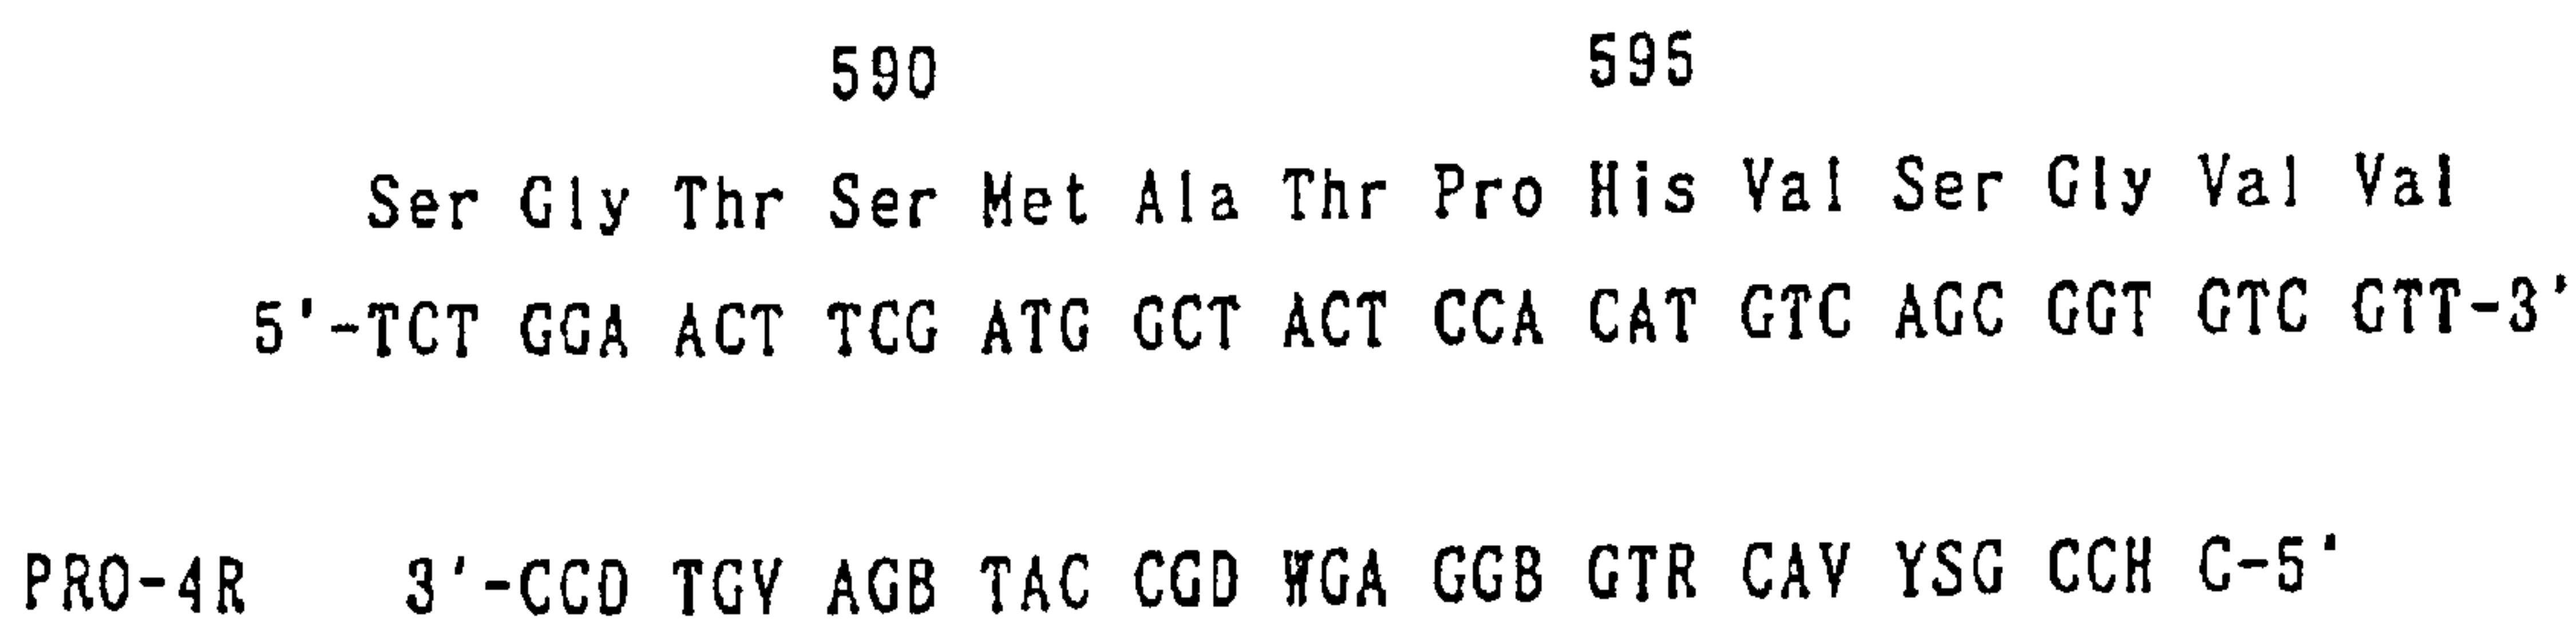 590 595
Ser Gly Thr Ser Met Ala Thr Pro His Val Ser Gly Val Val
5'-TCT GGA ACT TCG ATG GCT ACT CCA CAT GTC AGC GGT GTC GTT-3'
PRO-4R 3'-CCD TGV AGB TAC CGD WGA GGB GTR CAV YSG CCH C-5'